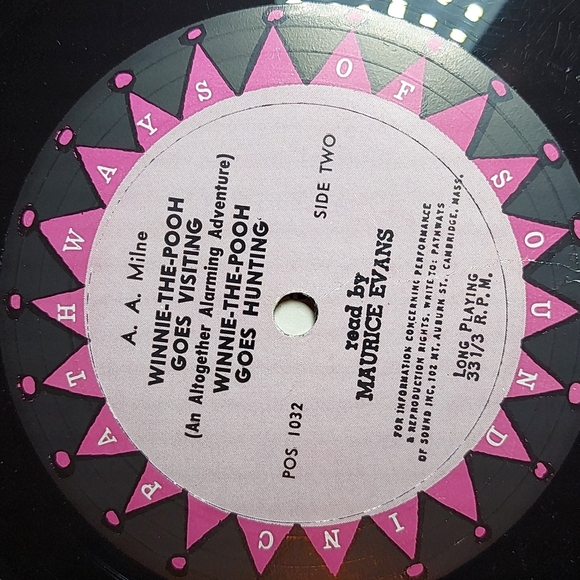 PATHWAYS OF SOUND INC
A. A. Milne
WINNIE-THE-POOH
GOES VISITING
(An Altogether Alarming Adventure)
WINNIE-THE-POOH
GOES HUNTING
POS 1032
SIDE TWO
read by
MAURICE EVANS
FOR INFORMATION CONCERNING PERFORMANCE
& REPRODUCTION RIGHTS, WRITE TO: PATHWAYS
OF SOUND INC, 102 MT. AUBURN ST., CAMBRIDGE, MASS.
LONG PLAYING
33 1/3 R.P.M.